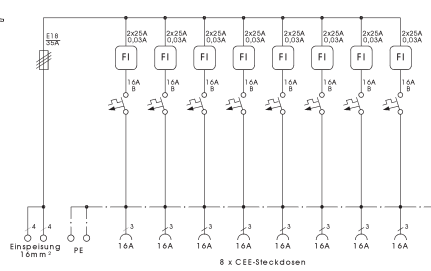 E18
35A
2x25A 2x25A 2x25A 2x25A 2x25A 2x25A 2x25A 2x25A
0,03A 0,03A 0,03A 0,03A 0,03A 0,03A 0,03A 0,03A
FI FI FI FI FI FI FI FI
16A 16A 16A 16A 16A 16A 16A 16A
B B B B B B B B
4 4 3 3 3 3 3 3 3 3
Einspeisung PE 16A 16A 16A 16A 16A 16A 16A 16A
16mm²
8 x CEE-Steckdosen